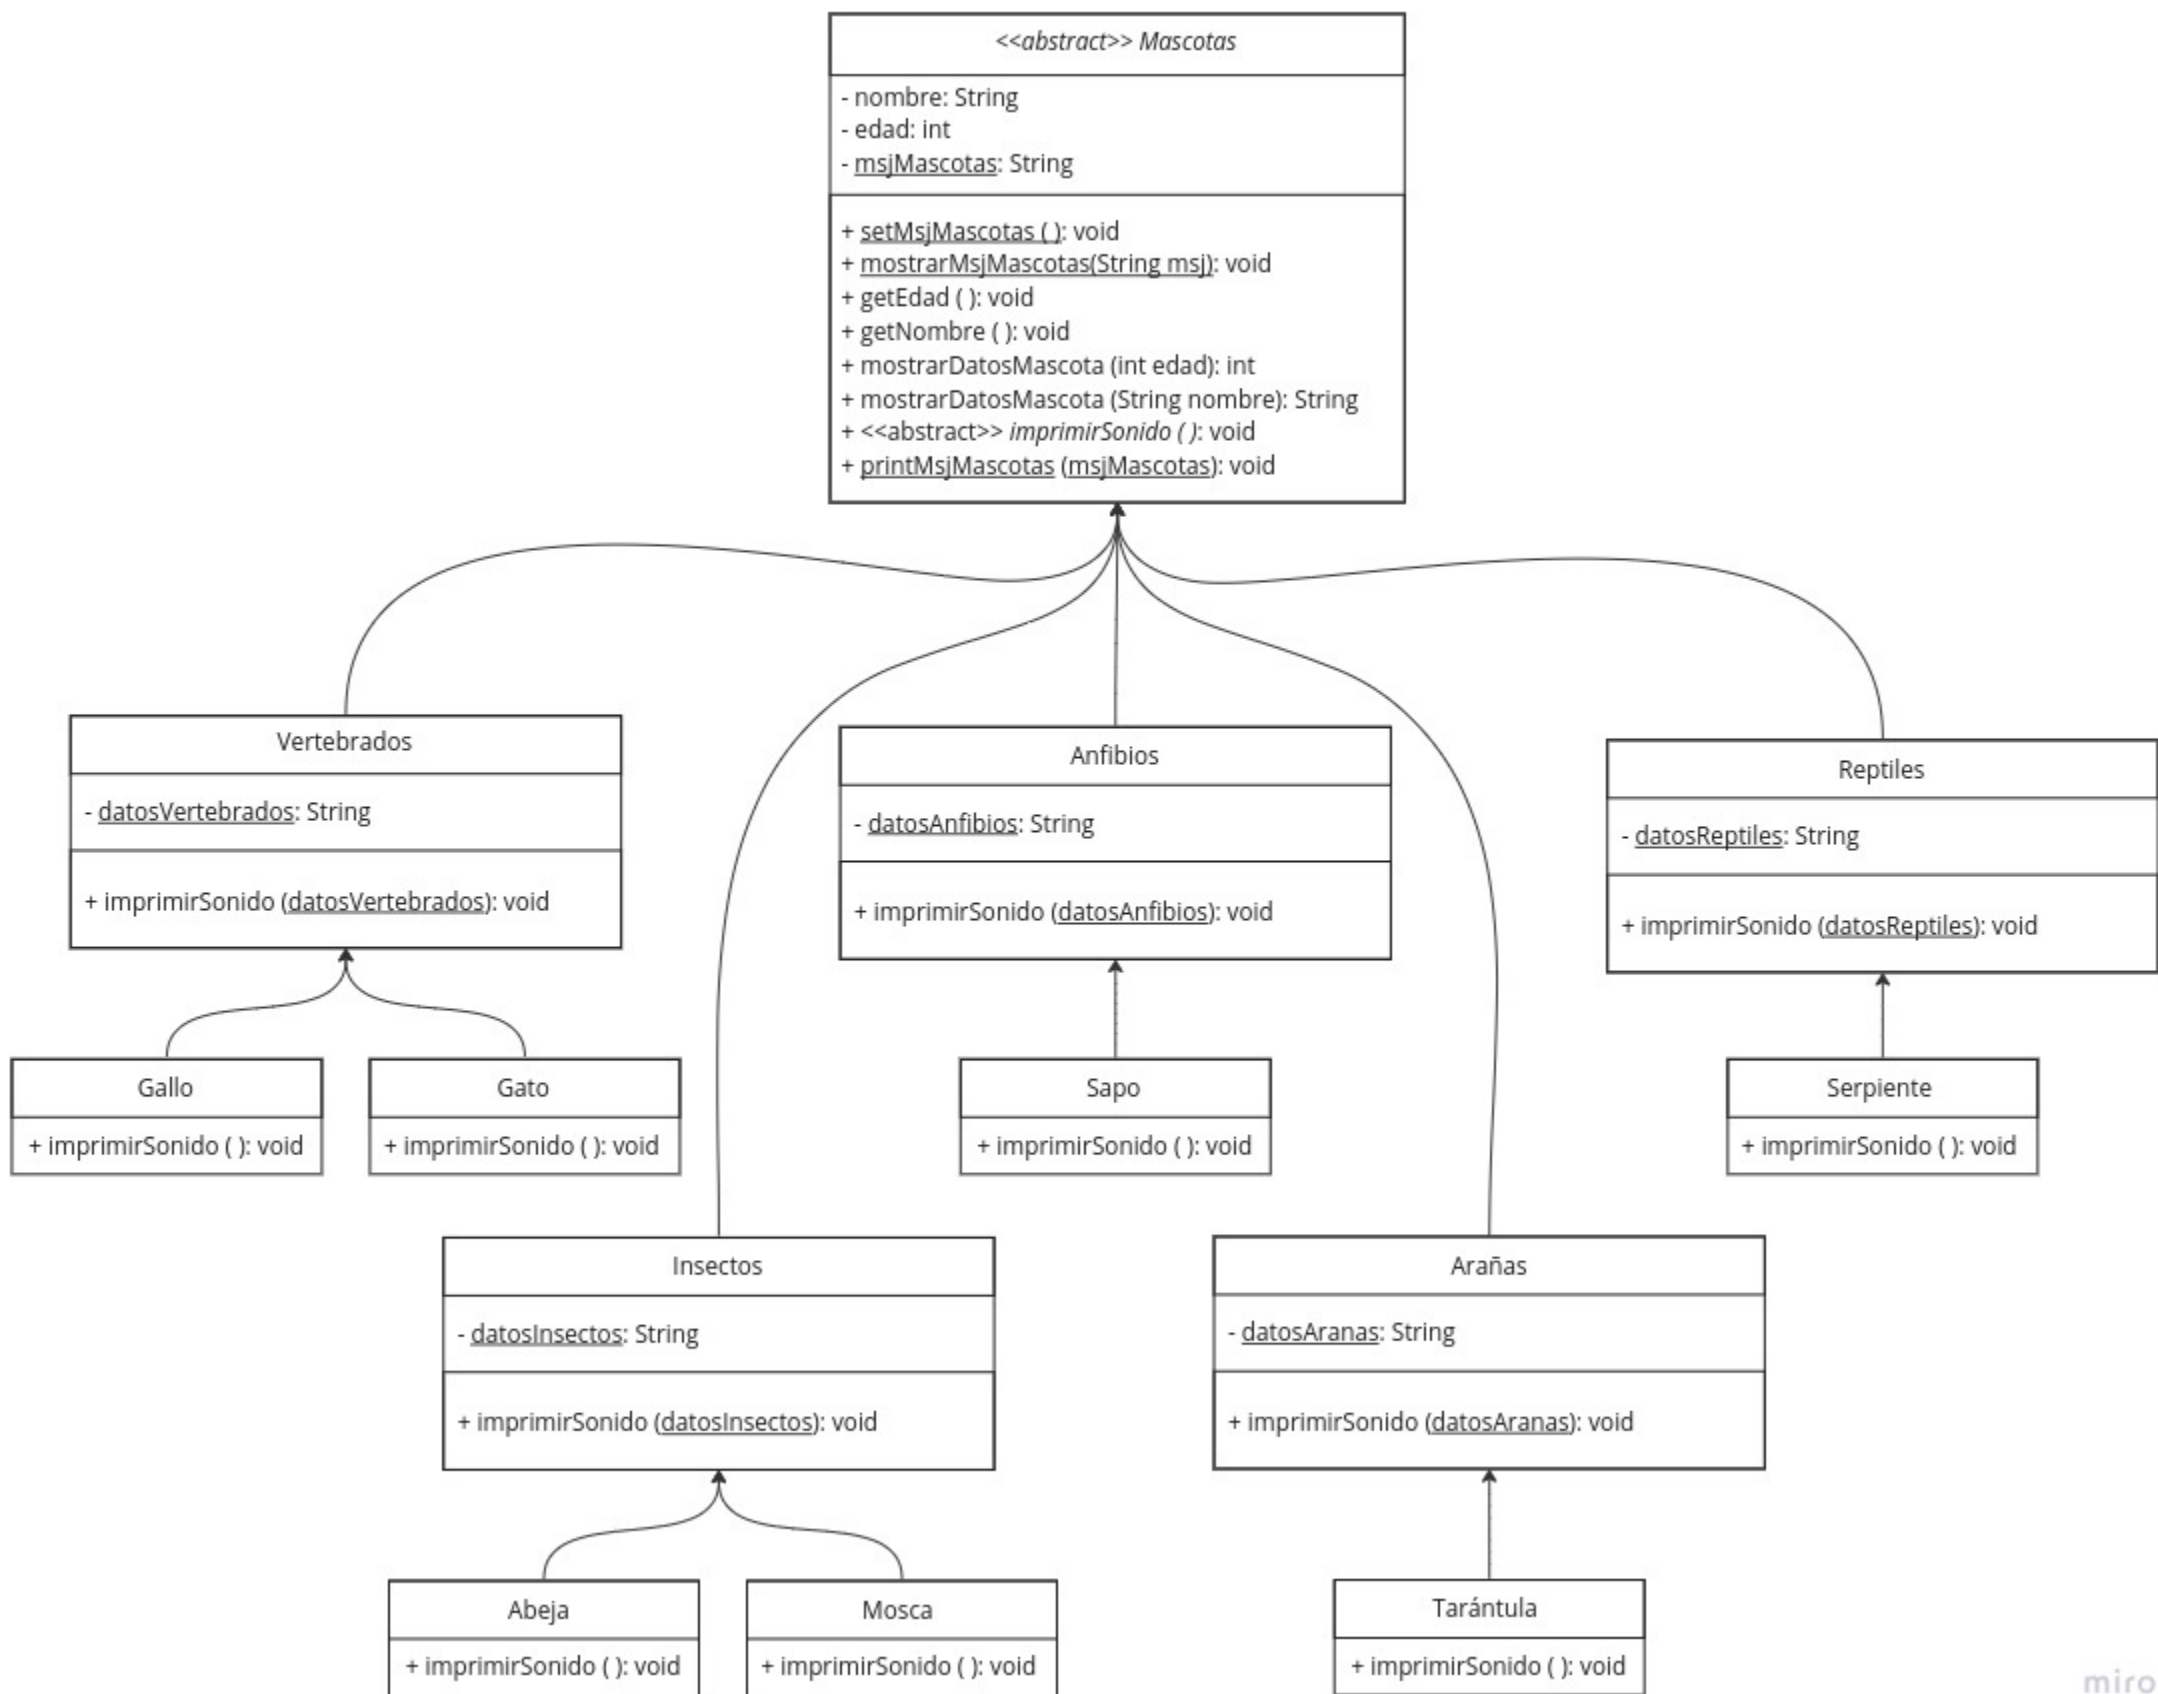 <<abstract>> Mascotas
- nombre: String
- edad: int
- msjMascotas: String
+ setMsjMascotas ( ): void
+ mostrarMsjMascotas(String msj): void
+ getEdad ( ): void
+ getNombre ( ): void
+ mostrarDatosMascota (int edad): int
+ mostrarDatosMascota (String nombre): String
+ <<abstract>> imprimirSonido ( ): void
+ printMsjMascotas (msjMascotas): void
Vertebrados
- datosVertebrados: String
+ imprimirSonido (datosVertebrados): void
Anfibios
- datosAnfibios: String
+ imprimirSonido (datosAnfibios): void
Reptiles
- datosReptiles: String
+ imprimirSonido (datosReptiles): void
Gallo
+ imprimirSonido ( ): void
Gato
+ imprimirSonido ( ): void
Sapo
+ imprimirSonido ( ): void
Serpiente
+ imprimirSonido ( ): void
Insectos
- datosInsectos: String
+ imprimirSonido (datosInsectos): void
Arañas
- datosAranas: String
+ imprimirSonido (datosAranas): void
Abeja
+ imprimirSonido ( ): void
Mosca
+ imprimirSonido ( ): void
Tarántula
+ imprimirSonido ( ): void
miro